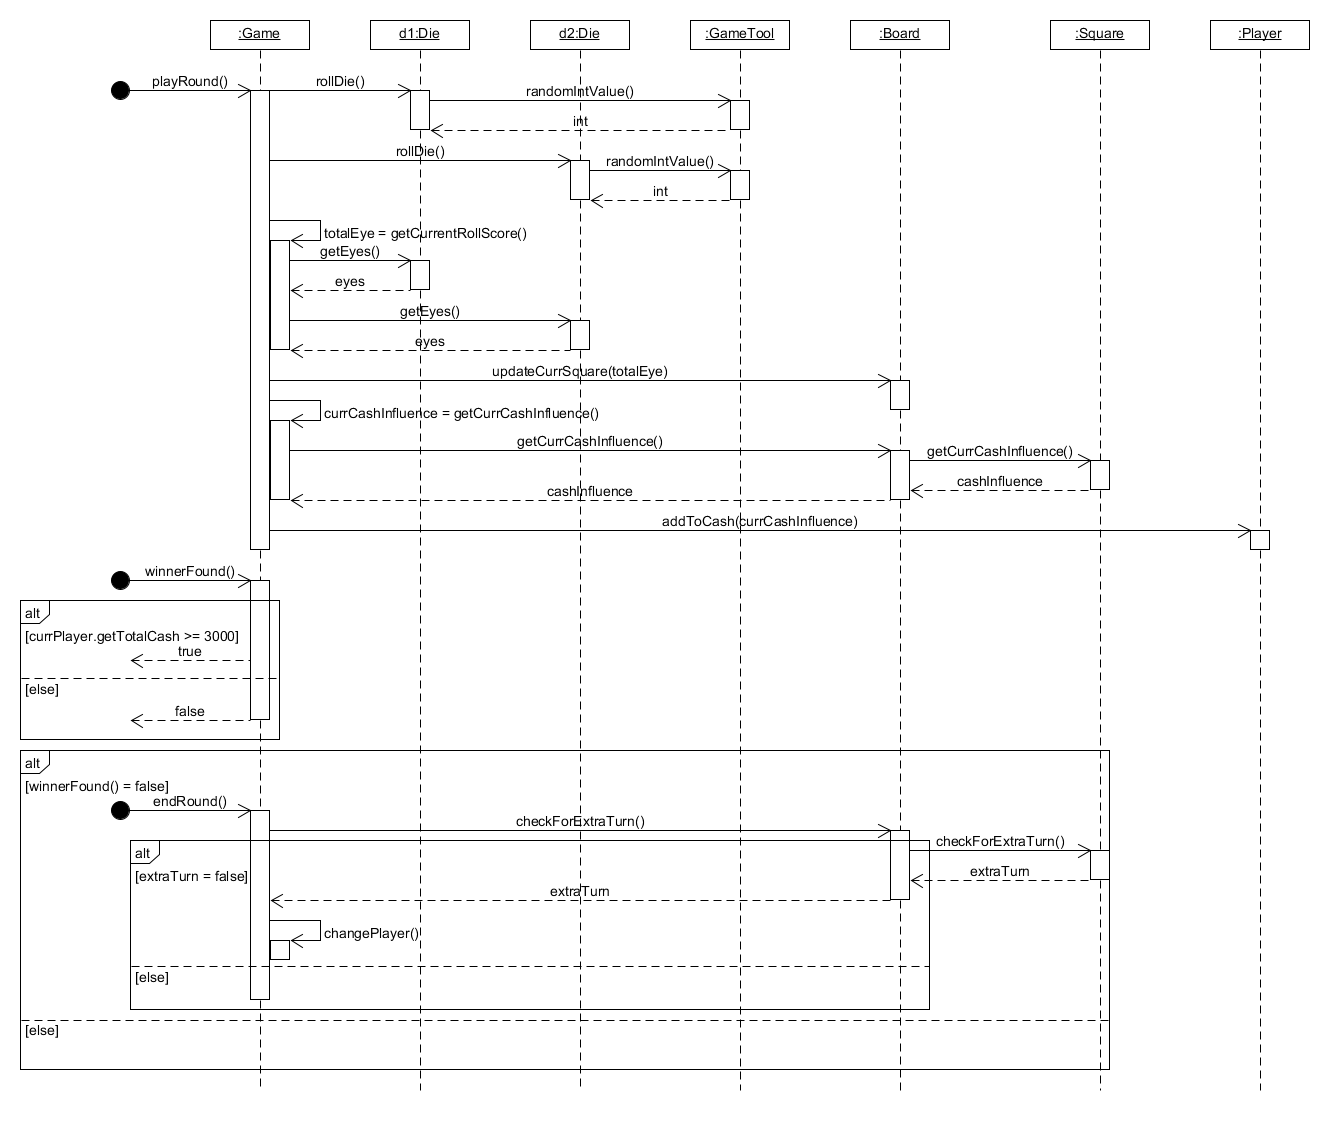 :Game
d1:Die
d2:Die
:GameTool
:Board
:Square
:Player
playRound()
rollDie()
randomIntValue()
int
rollDie()
randomIntValue()
int
totalEye = getCurrentRollScore()
getEyes()
eyes
getEyes()
eyes
updateCurrSquare(totalEye)
currCashInfluence = getCurrCashInfluence()
getCurrCashInfluence()
getCurrCashInfluence()
cashInfluence
cashInfluence
addToCash(currCashInfluence)
winnerFound()
alt
[currPlayer.getTotalCash >= 3000]
true
[else]
false
alt
[winnerFound() = false]
endRound()
checkForExtraTurn()
checkForExtraTurn()
alt
[extraTurn = false]
extraTurn
extraTurn
changePlayer()
[else]
[else]